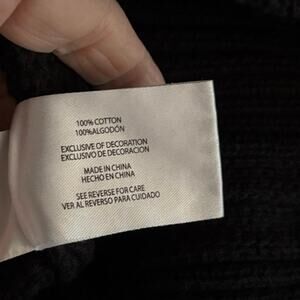 100% COTTON
100%ALGODÓN
EXCLUSIVE OF DECORATION
EXCLUSIVO DE DECORACION
MADE IN CHINA
HECHO EN CHINA
SEE REVERSE FOR CARE
VER AL REVERSO PARA CUIDADO